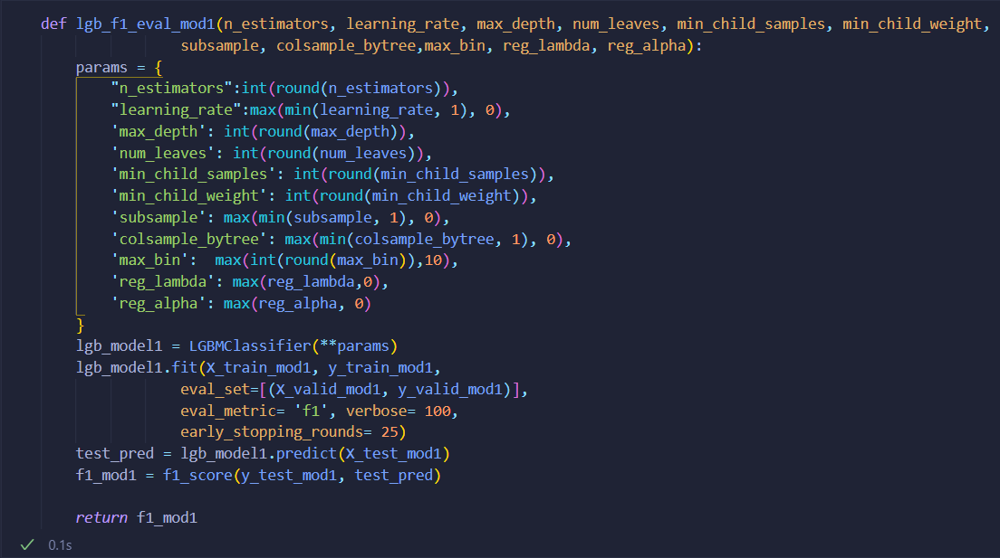 def lgb_f1_eval_mod1(n_estimators, learning_rate, max_depth, num_leaves, min_child_samples, min_child_weight,
subsample, colsample_bytree,max_bin, reg_lambda, reg_alpha):
params = {
"n_estimators":int(round(n_estimators)),
"learning_rate":max(min(learning_rate, 1), 0),
'max_depth': int(round(max_depth)),
'num_leaves': int(round(num_leaves)),
'min_child_samples': int(round(min_child_samples)),
'min_child_weight': int(round(min_child_weight)),
'subsample': max(min(subsample, 1), 0),
'colsample_bytree': max(min(colsample_bytree, 1), 0),
'max_bin':  max(int(round(max_bin)),10),
'reg_lambda': max(reg_lambda,0),
'reg_alpha': max(reg_alpha, 0)
}
lgb_model1 = LGBMClassifier(**params)
lgb_model1.fit(X_train_mod1, y_train_mod1,
eval_set=[(X_valid_mod1, y_valid_mod1)],
eval_metric= 'f1', verbose= 100,
early_stopping_rounds= 25)
test_pred = lgb_model1.predict(X_test_mod1)
f1_mod1 = f1_score(y_test_mod1, test_pred)
return f1_mod1
0.1s